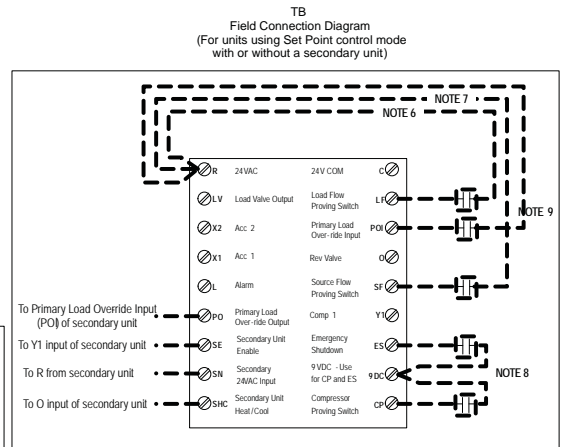 TB
Field Connection Diagram
(For units using Set Point control mode
with or without a secondary unit)
NOTE 7
NOTE 6
R 24VAC 24V COM C
LV Load Valve Output Load Flow Proving Switch LF
NOTE 9
X2 Acc 2 Primary Load Over-ride Input POI
X1 Acc 1 Rev Valve O
L Alarm Source Flow Proving Switch SF
To Primary Load Override Input
(POI) of secondary unit
PO Primary Load Over-ride Output Comp 1 Y1
To Y1 input of secondary unit
SE Secondary Unit Enable Emergency Shutdown ES
To R from secondary unit
SN Secondary 24VAC Input 9 VDC - Use for CP and ES 9DC
NOTE 8
To O input of secondary unit
SHC Secondary Unit Heat/Cool Compressor Proving Switch CP